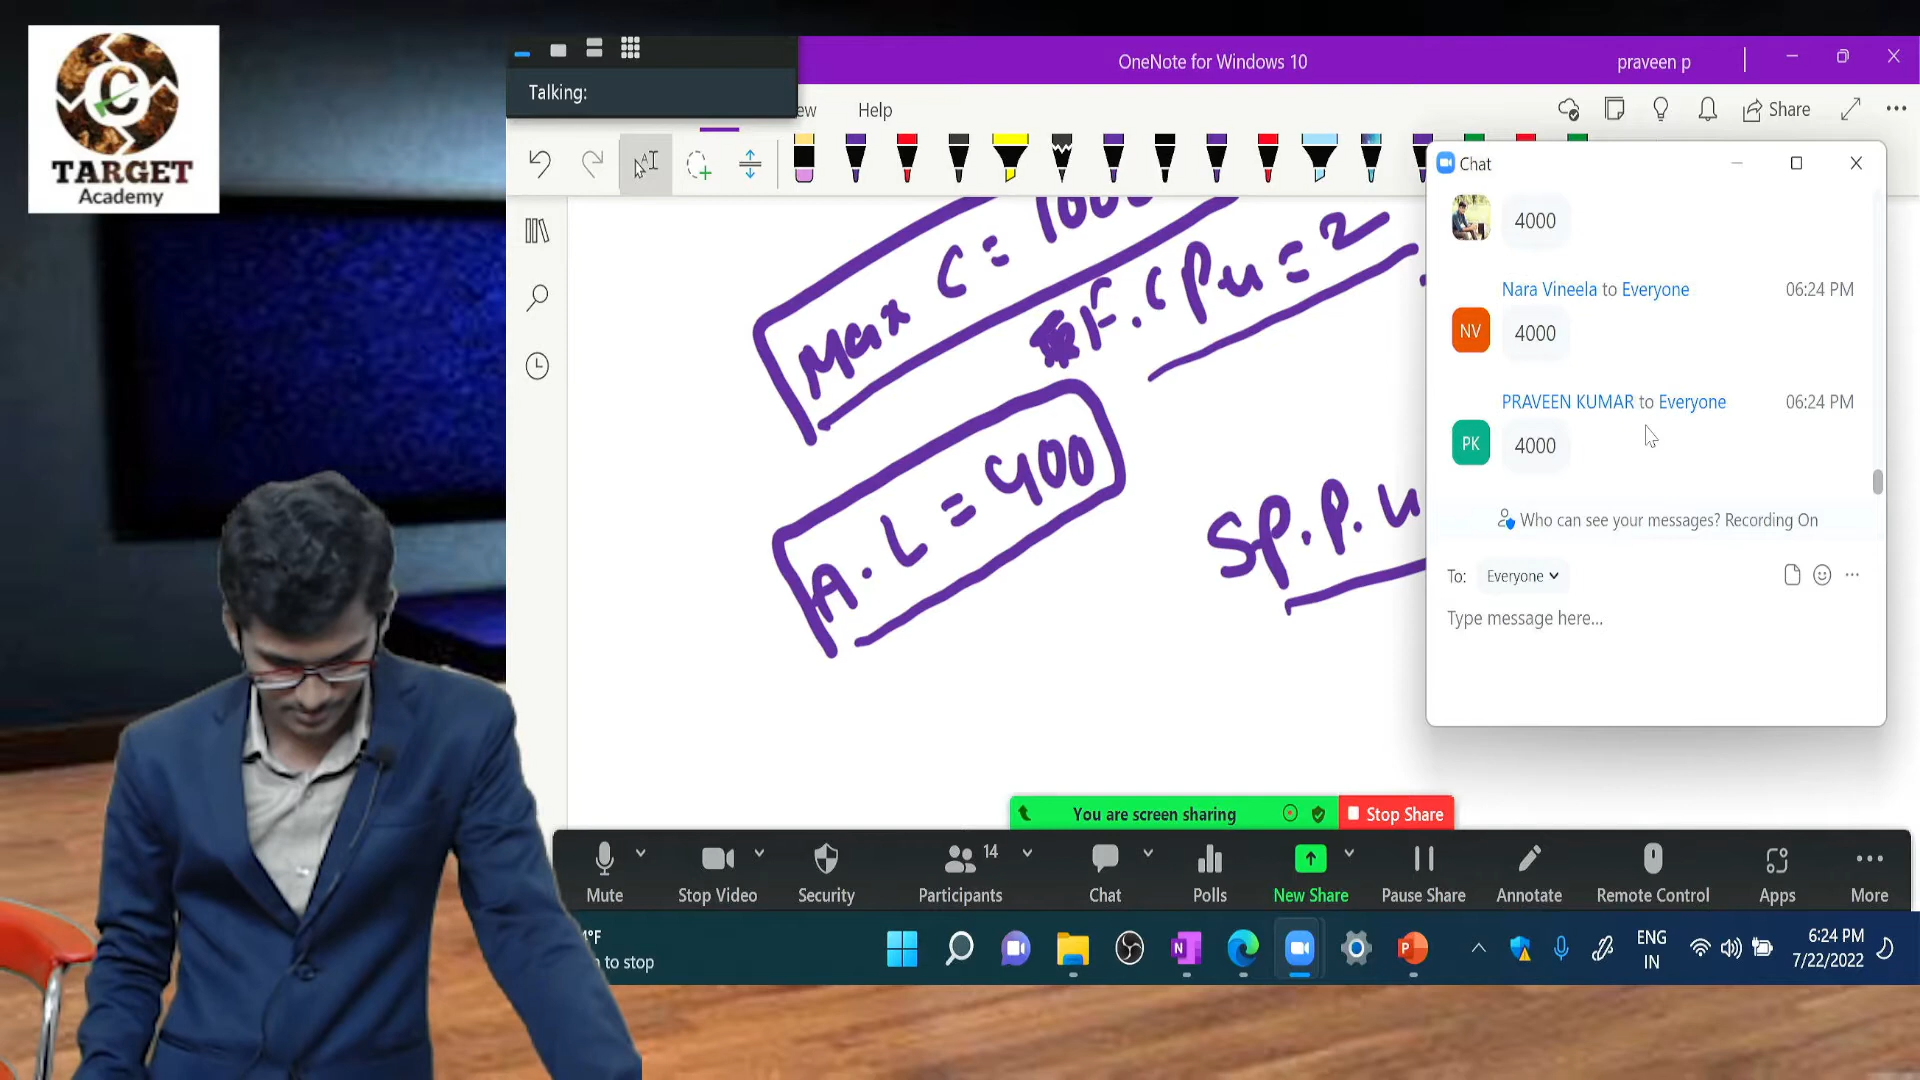 TARGET
Academy
Talking:
OneNote for Windows 10
praveen p
ew
Help
Share
Max C = 100
F.CPu = 2
A.L = 400
SP.P.u
Chat
4000
Nara Vineela to Everyone
06:24 PM
NV
4000
PRAVEEN KUMAR to Everyone
06:24 PM
PK
4000
Who can see your messages? Recording On
To:
Everyone
Type message here...
You are screen sharing
Stop Share
Mute
Stop Video
Security
14
Participants
Chat
Polls
New Share
Pause Share
Annotate
Remote Control
Apps
More
4°F
n to stop
ENG
IN
6:24 PM
7/22/2022